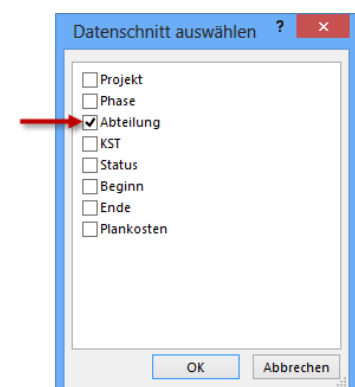 Datenschnitt auswählen ? ×
Projekt
Phase
Abteilung
KST
Status
Beginn
Ende
Plankosten
OK Abbrechen